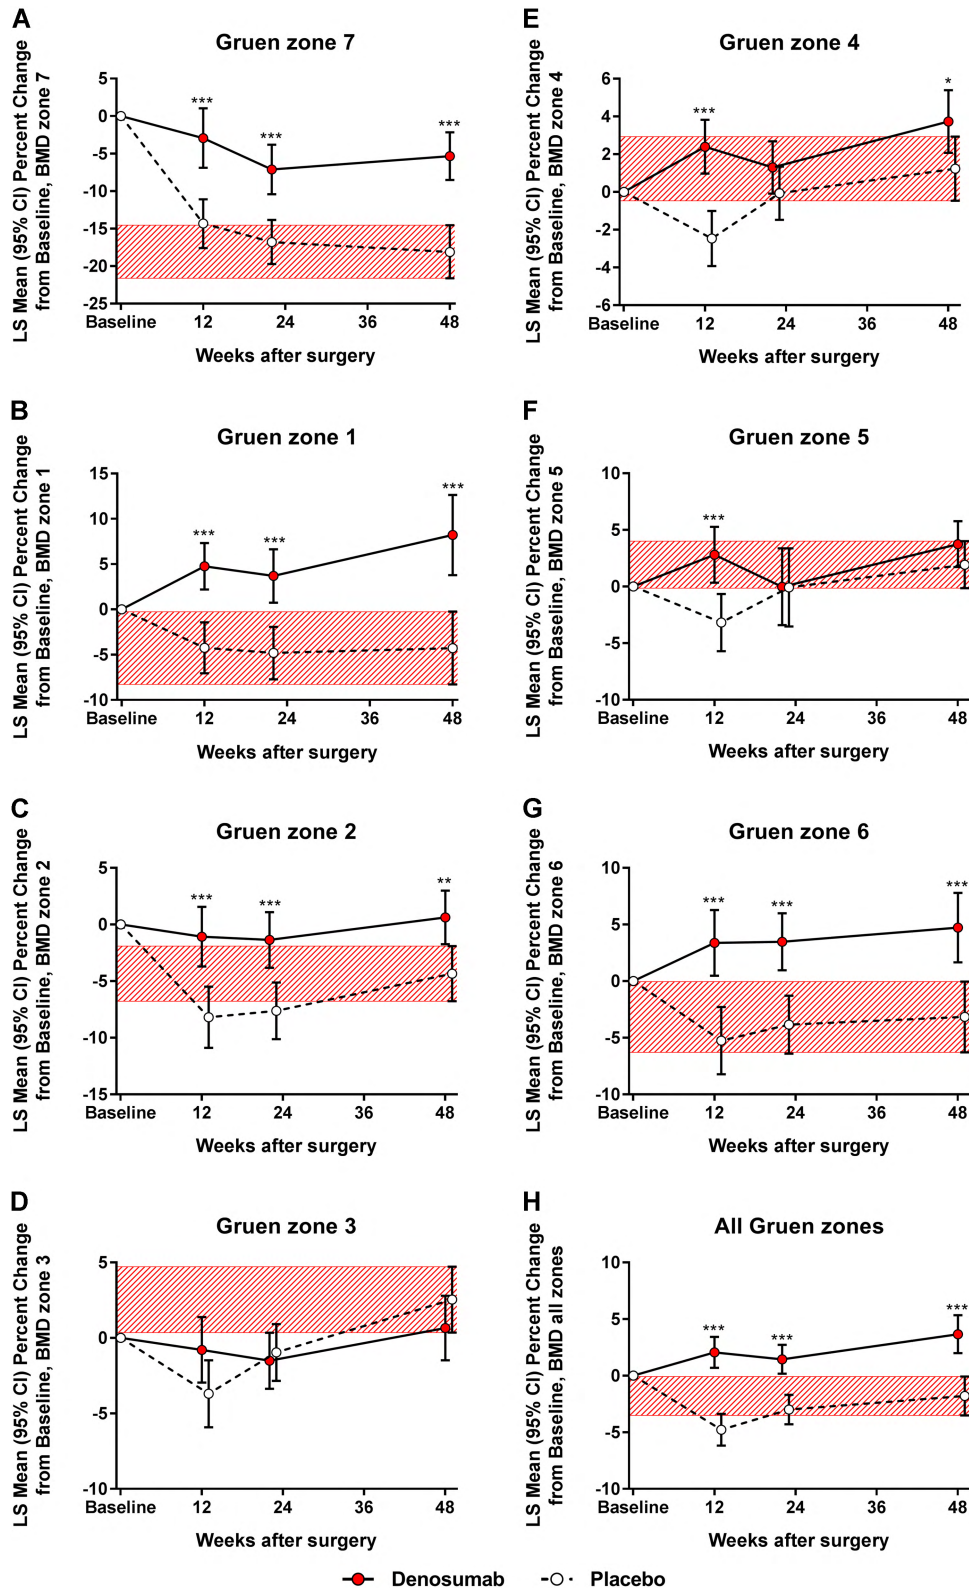 A
Gruen zone 7
LS Mean (95% CI) Percent Change
from Baseline, BMD zone 7
5
0
-5
-10
-15
-20
-25
***
***
***
Baseline
12
24
36
48
Weeks after surgery
B
Gruen zone 1
LS Mean (95% CI) Percent Change
from Baseline, BMD zone 1
15
10
5
0
-5
-10
***
***
***
Baseline
12
24
36
48
Weeks after surgery
C
Gruen zone 2
LS Mean (95% CI) Percent Change
from Baseline, BMD zone 2
5
0
-5
-10
-15
***
***
**
Baseline
12
24
36
48
Weeks after surgery
D
Gruen zone 3
LS Mean (95% CI) Percent Change
from Baseline, BMD zone 3
5
0
-5
-10
Baseline
12
24
36
48
Weeks after surgery
E
Gruen zone 4
LS Mean (95% CI) Percent Change
from Baseline, BMD zone 4
6
4
2
0
-2
-4
-6
***
*
Baseline
12
24
36
48
Weeks after surgery
F
Gruen zone 5
LS Mean (95% CI) Percent Change
from Baseline, BMD zone 5
10
5
0
-5
-10
***
Baseline
12
24
36
48
Weeks after surgery
G
Gruen zone 6
LS Mean (95% CI) Percent Change
from Baseline, BMD zone 6
10
5
0
-5
-10
***
***
***
Baseline
12
24
36
48
Weeks after surgery
H
All Gruen zones
LS Mean (95% CI) Percent Change
from Baseline, BMD all zones
10
5
0
-5
-10
***
***
***
Baseline
12
24
36
48
Weeks after surgery
Denosumab
Placebo